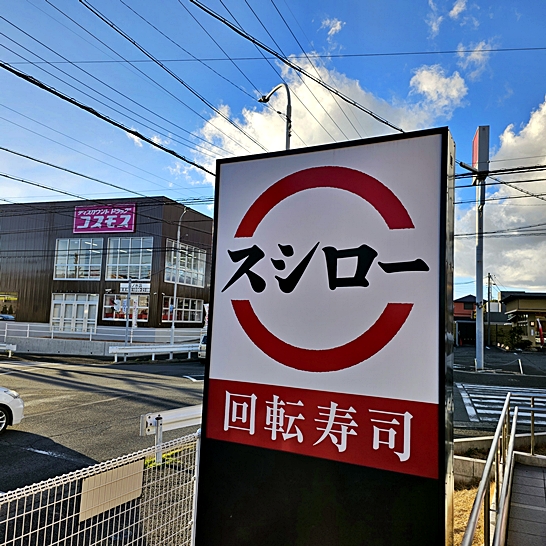 ディスカウント ドラッグ
コスモス
スシロー
回転寿司